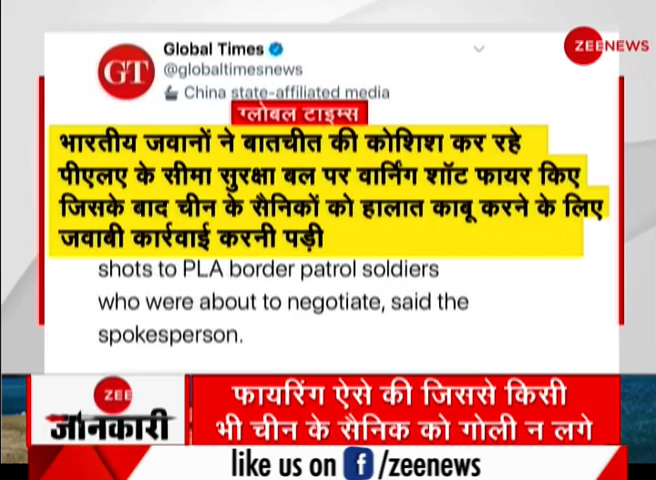 Global Times
@globaltimesnews
China state-affiliated media
GT
ZEENEWS
ग्लोबल टाइम्स
भारतीय जवानों ने बातचीत की कोशिश कर रहे
पीएलए के सीमा सुरक्षा बल पर वार्निंग शॉट फायर किए
जिसके बाद चीन के सैनिकों को हालात काबू करने के लिए
जवाबी कार्रवाई करनी पड़ी
shots to PLA border patrol soldiers
who were about to negotiate, said the
spokesperson.
ZEE
जानकारी
फायरिंग ऐसे की जिससे किसी
भी चीन के सैनिक को गोली न लगे
like us on f/zeenews